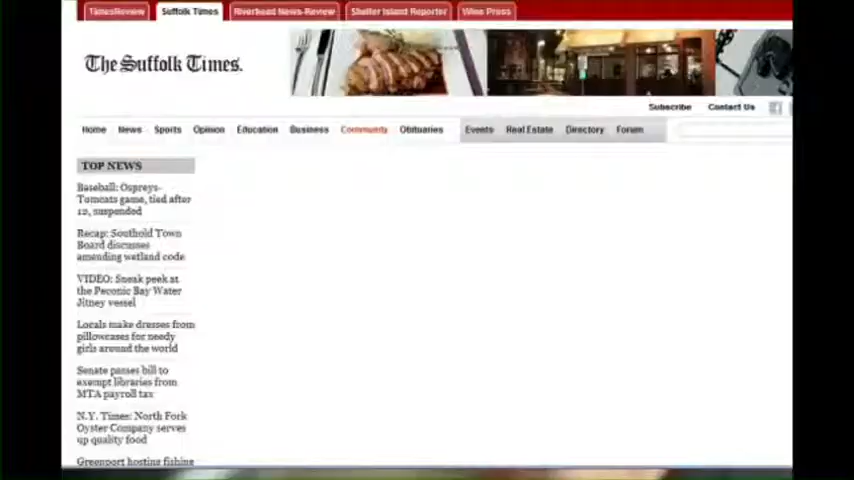 TimesReview Suffolk Times Riverhead News-Review Shelter Island Reporter Wine Press
The Suffolk Times.
Subscribe Contact Us
Home News Sports Opinion Education Business Community Obituaries Events Real Estate Directory Forum
TOP NEWS
Baseball: Ospreys-
Tomcats game, tied after
12, suspended
Recap: Southold Town
Board discusses
amending wetland code
VIDEO: Sneak peek at
the Peconic Bay Water
Jitney vessel
Locals make dresses from
pillowcases for needy
girls around the world
Senate passes bill to
exempt libraries from
MTA payroll tax
N.Y. Times: North Fork
Oyster Company serves
up quality food
Greenport hosting fishing